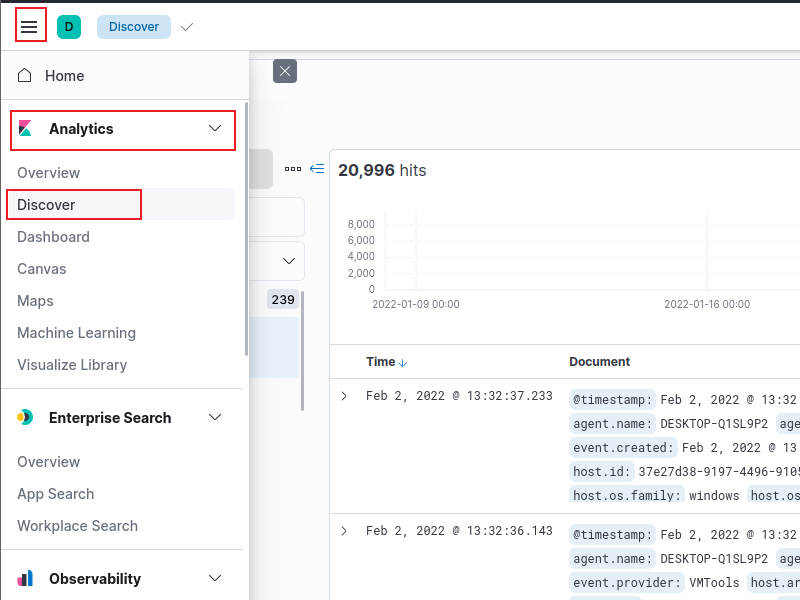 D Discover
Home
Analytics
Overview
Discover
Dashboard
Canvas
Maps
Machine Learning
Visualize Library
Enterprise Search
Overview
App Search
Workplace Search
Observability
239
20,996 hits
8,000
6,000
4,000
2,000
0
2022-01-09 00:00 2022-01-16 00:00
Time Document
Feb 2, 2022 @ 13:32:37.233 @timestamp: Feb 2, 2022 @ 13:32
agent.name: DESKTOP-Q1SL9P2 age
event.created: Feb 2, 2022 @ 13
host.id: 37e27d38-9197-4496-9105
host.os.family: windows host.os
Feb 2, 2022 @ 13:32:36.143 @timestamp: Feb 2, 2022 @ 13:32
agent.name: DESKTOP-Q1SL9P2 age
event.provider: VMTools host.ar